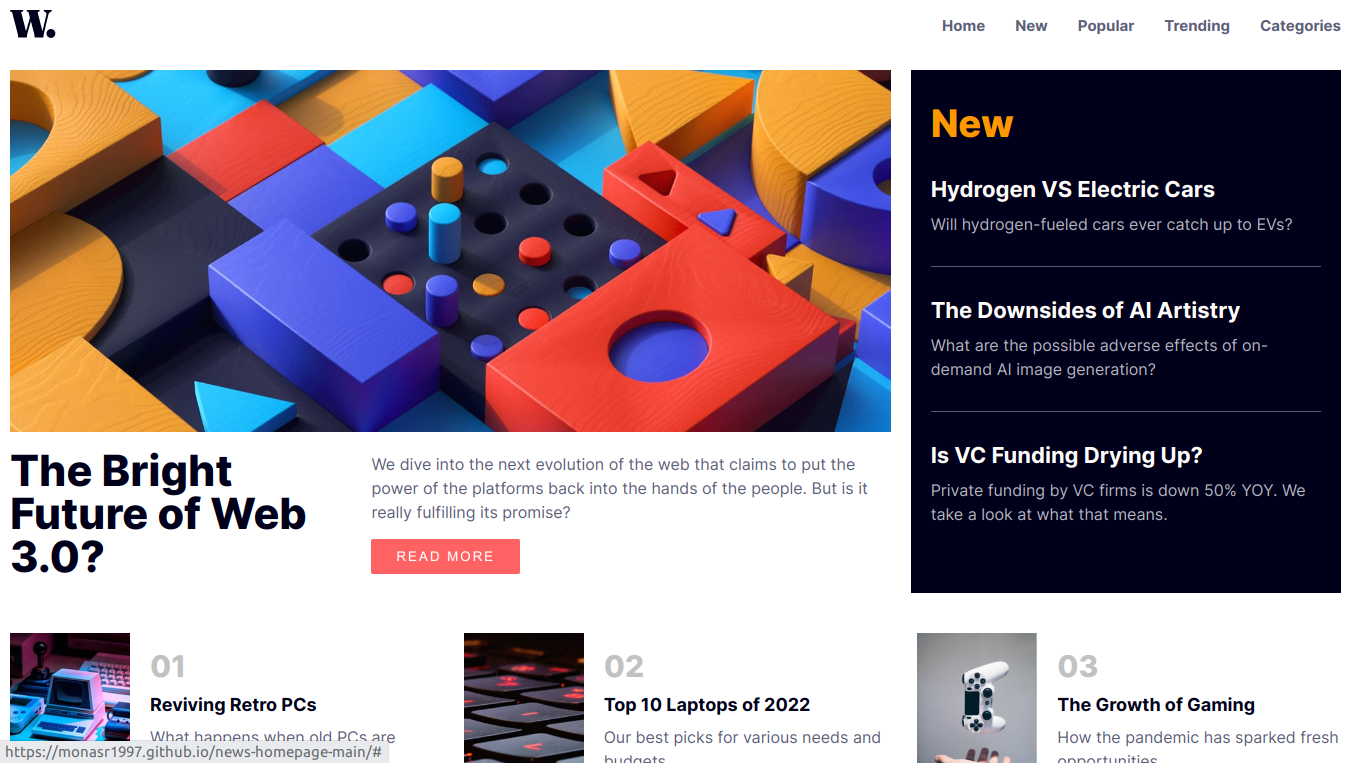 W.
Home New Popular Trending Categories
New
Hydrogen VS Electric Cars
Will hydrogen-fueled cars ever catch up to EVs?
The Downsides of AI Artistry
What are the possible adverse effects of on-
demand AI image generation?
Is VC Funding Drying Up?
Private funding by VC firms is down 50% YOY. We
take a look at what that means.
The Bright
Future of Web
3.0?
We dive into the next evolution of the web that claims to put the
power of the platforms back into the hands of the people. But is it
really fulfilling its promise?
READ MORE
01
Reviving Retro PCs
What happens when old PCs are
02
Top 10 Laptops of 2022
Our best picks for various needs and
budgets.
03
The Growth of Gaming
How the pandemic has sparked fresh
opportunities.
https://monasr1997.github.io/news-homepage-main/#